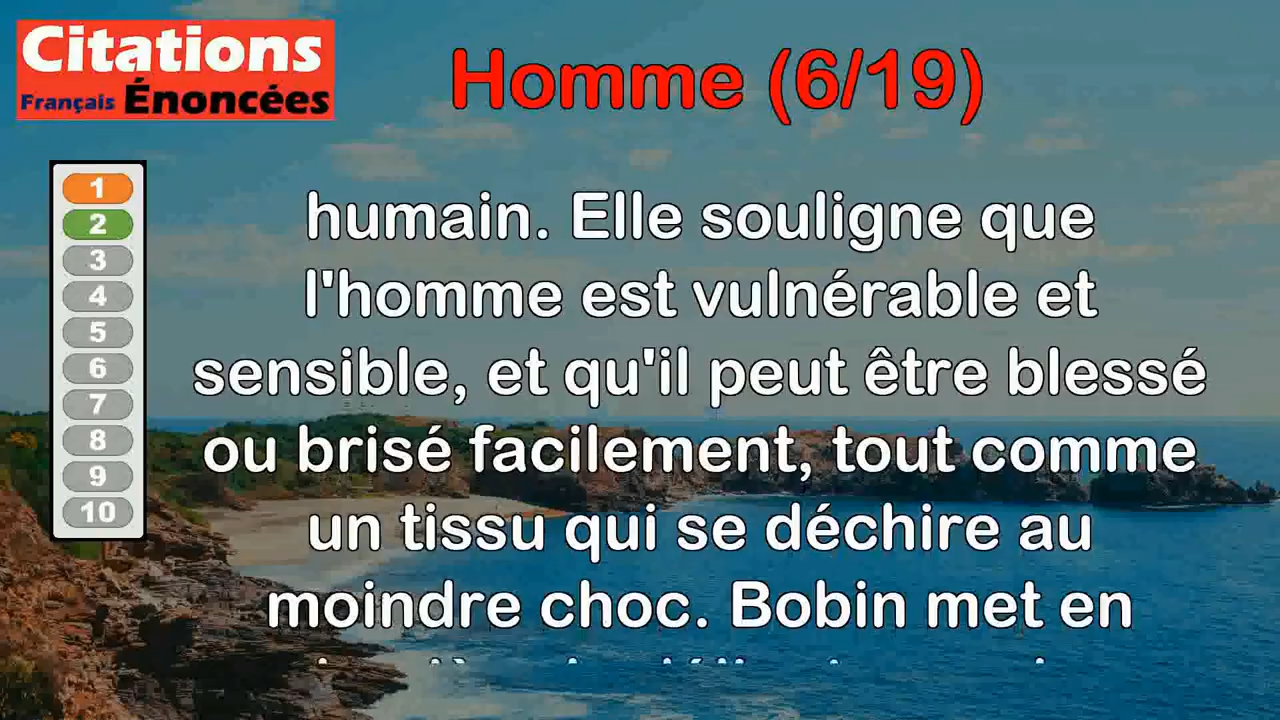 Citations
Français Énoncées
Homme (6/19)
1
2
3
4
5
6
7
8
9
10
humain. Elle souligne que
l'homme est vulnérable et
sensible, et qu'il peut être blessé
ou brisé facilement, tout comme
un tissu qui se déchire au
moindre choc. Bobin met en